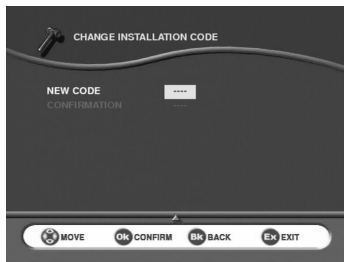 CHANGE INSTALLATION CODE
NEW CODE ----
CONFIRMATION ----
MOVE Ok CONFIRM Bk BACK Ex EXIT